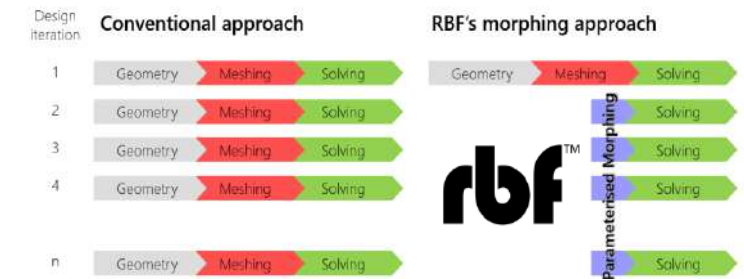 Design
iteration
Conventional approach
RBF's morphing approach
1
Geometry
Meshing
Solving
Geometry
Meshing
Solving
2
Geometry
Meshing
Solving
Solving
3
Geometry
Meshing
Solving
Solving
4
Geometry
Meshing
Solving
Solving
rbf™
Parameterised Morphing
n
Geometry
Meshing
Solving
Solving